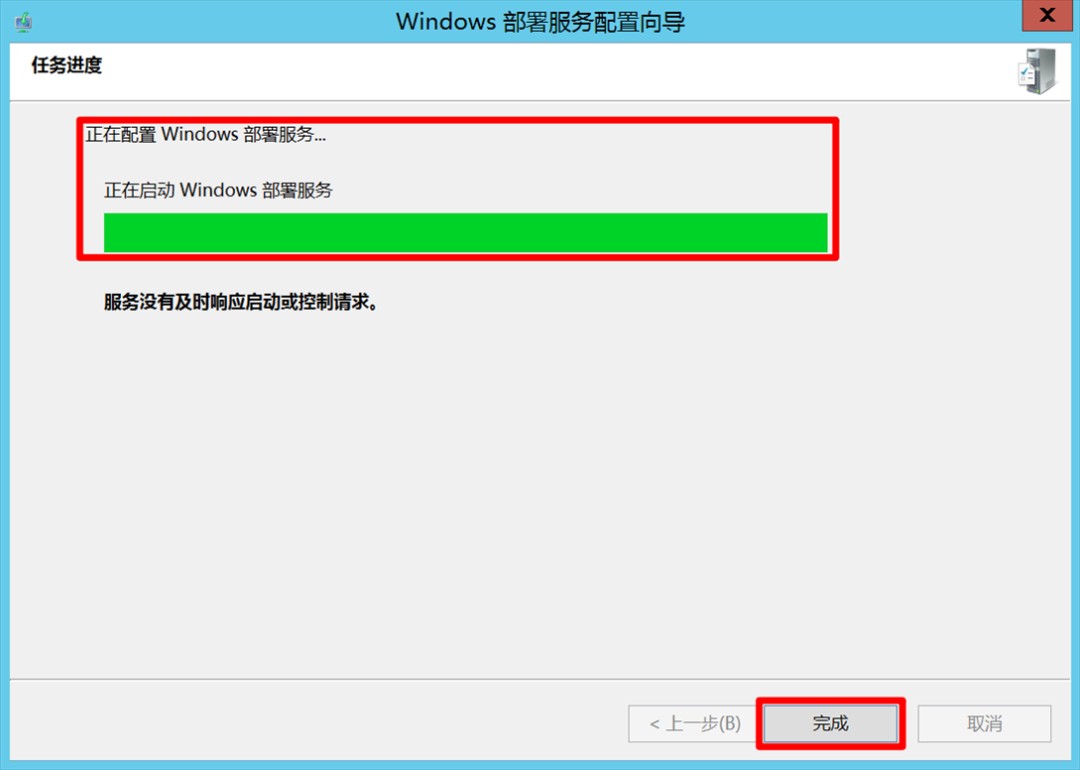 Windows 部署服务配置向导
X
任务进度
正在配置 Windows 部署服务...
正在启动 Windows 部署服务
服务没有及时响应启动或控制请求。
< 上一步(B)
完成
取消